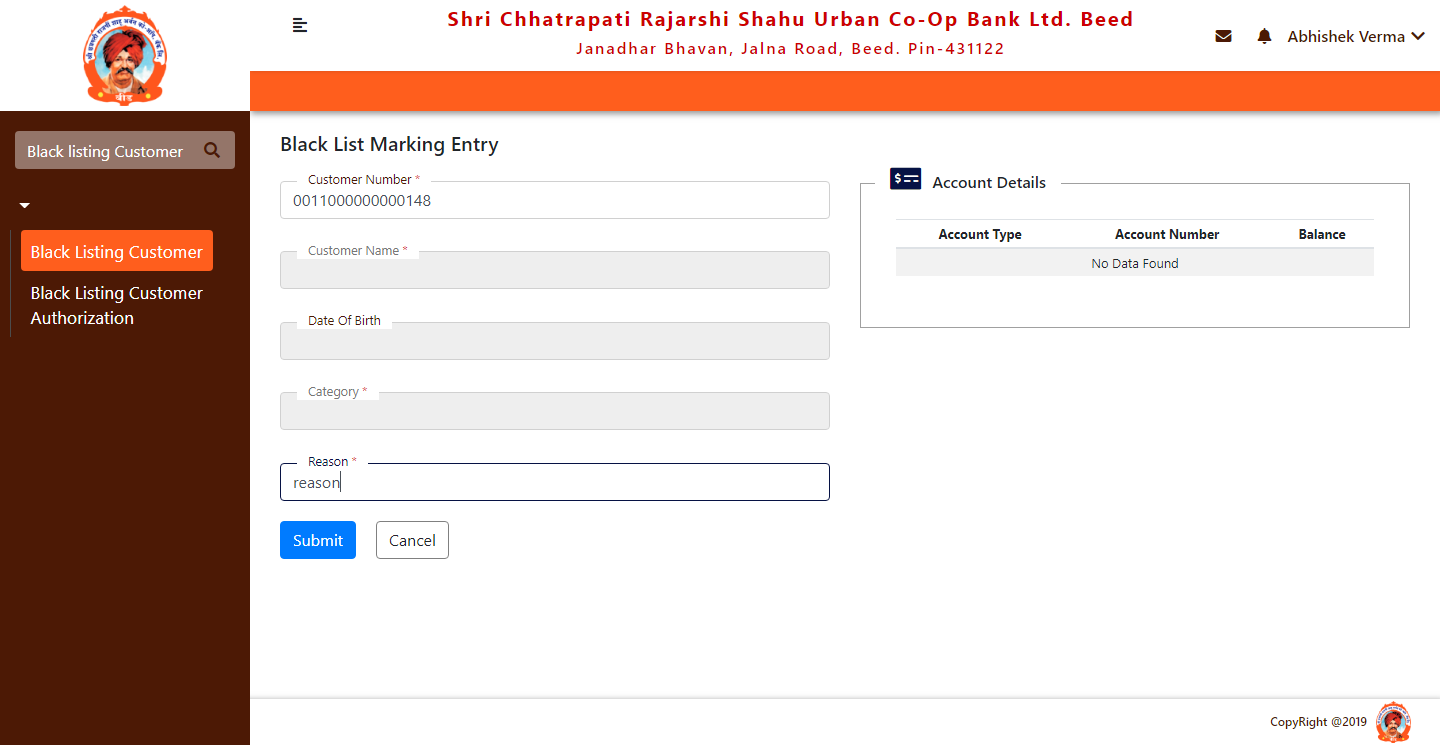 Shri Chhatrapati Rajarshi Shahu Urban Co-Op Bank Ltd. Beed
Janadhar Bhavan, Jalna Road, Beed. Pin-431122
Abhishek Verma
बीड
Black listing Customer
Black Listing Customer
Black Listing Customer
Authorization
Black List Marking Entry
Customer Number *
0011000000000148
Customer Name *
Date Of Birth
Category *
Reason *
reason
Submit
Cancel
Account Details
Account Type Account Number Balance
No Data Found
CopyRight @2019